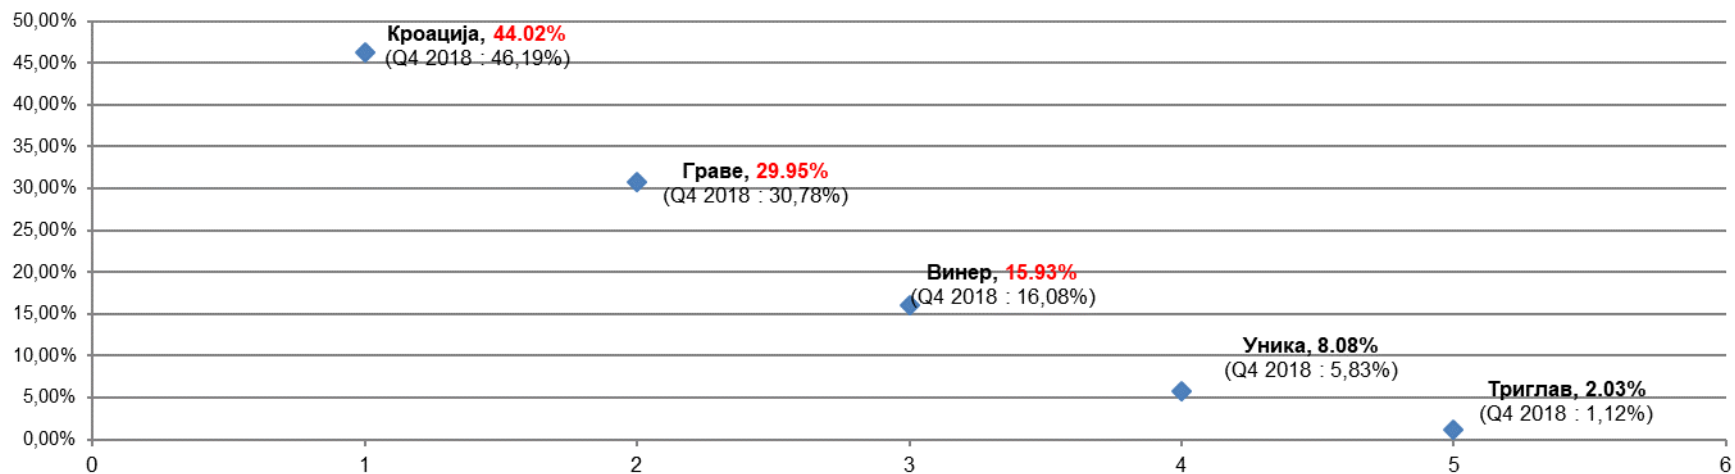 50,00%
45,00%
40,00%
35,00%
30,00%
25,00%
20,00%
15,00%
10,00%
5,00%
0,00%
Кроација, 44.02%
(Q4 2018 : 46,19%)
Граве, 29.95%
(Q4 2018 : 30,78%)
Винер, 15.93%
(Q4 2018 : 16,08%)
Уника, 8.08%
(Q4 2018 : 5,83%)
Триглав, 2.03%
(Q4 2018 : 1,12%)
0 1 2 3 4 5 6